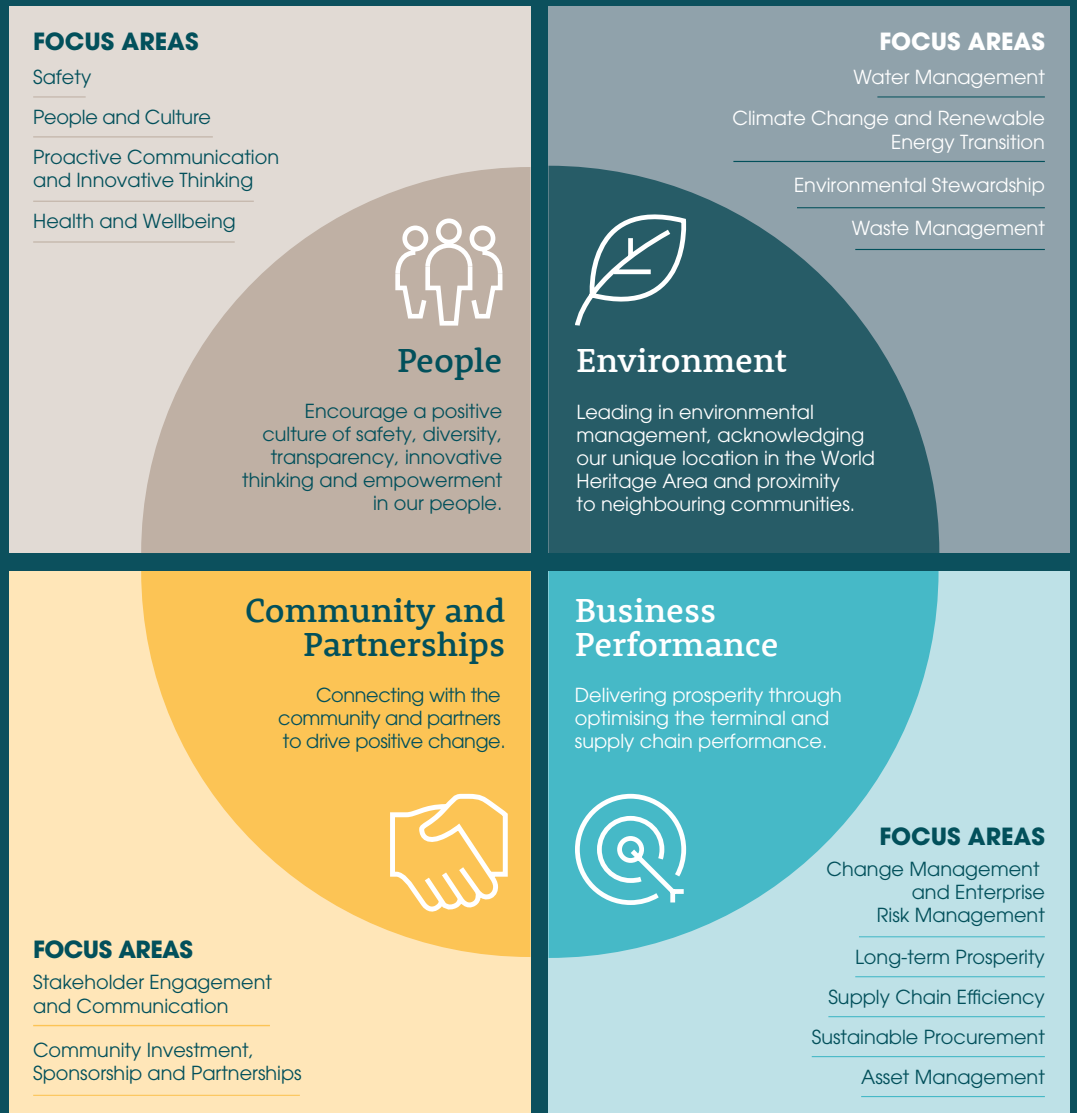 FOCUS AREAS
Safety
People and Culture
Proactive Communication
and Innovative Thinking
Health and Wellbeing
People
Encourage a positive
culture of safety, diversity,
transparency, innovative
thinking and empowerment
in our people.
FOCUS AREAS
Water Management
Climate Change and Renewable
Energy Transition
Environmental Stewardship
Waste Management
Environment
Leading in environmental
management, acknowledging
our unique location in the World
Heritage Area and proximity
to neighbouring communities.
Community and
Partnerships
Connecting with the
community and partners
to drive positive change.
FOCUS AREAS
Stakeholder Engagement
and Communication
Community Investment,
Sponsorship and Partnerships
Business
Performance
Delivering prosperity through
optimising the terminal and
supply chain performance.
FOCUS AREAS
Change Management
and Enterprise
Risk Management
Long-term Prosperity
Supply Chain Efficiency
Sustainable Procurement
Asset Management